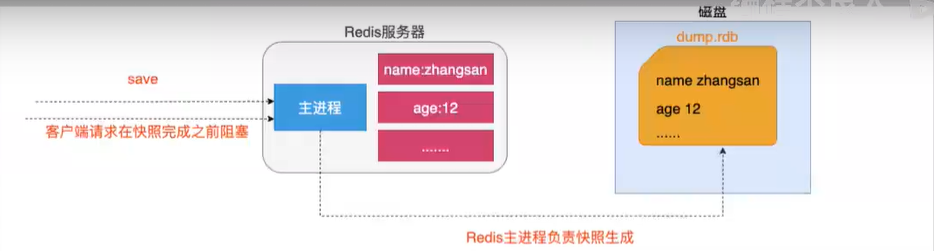 磁盘
Redis服务器
dump.rdb
name:zhangsan
save
name zhangsan
主进程
age:12
age 12
客户端请求在快照完成之前阻塞
.......
......
Redis主进程负责快照生成